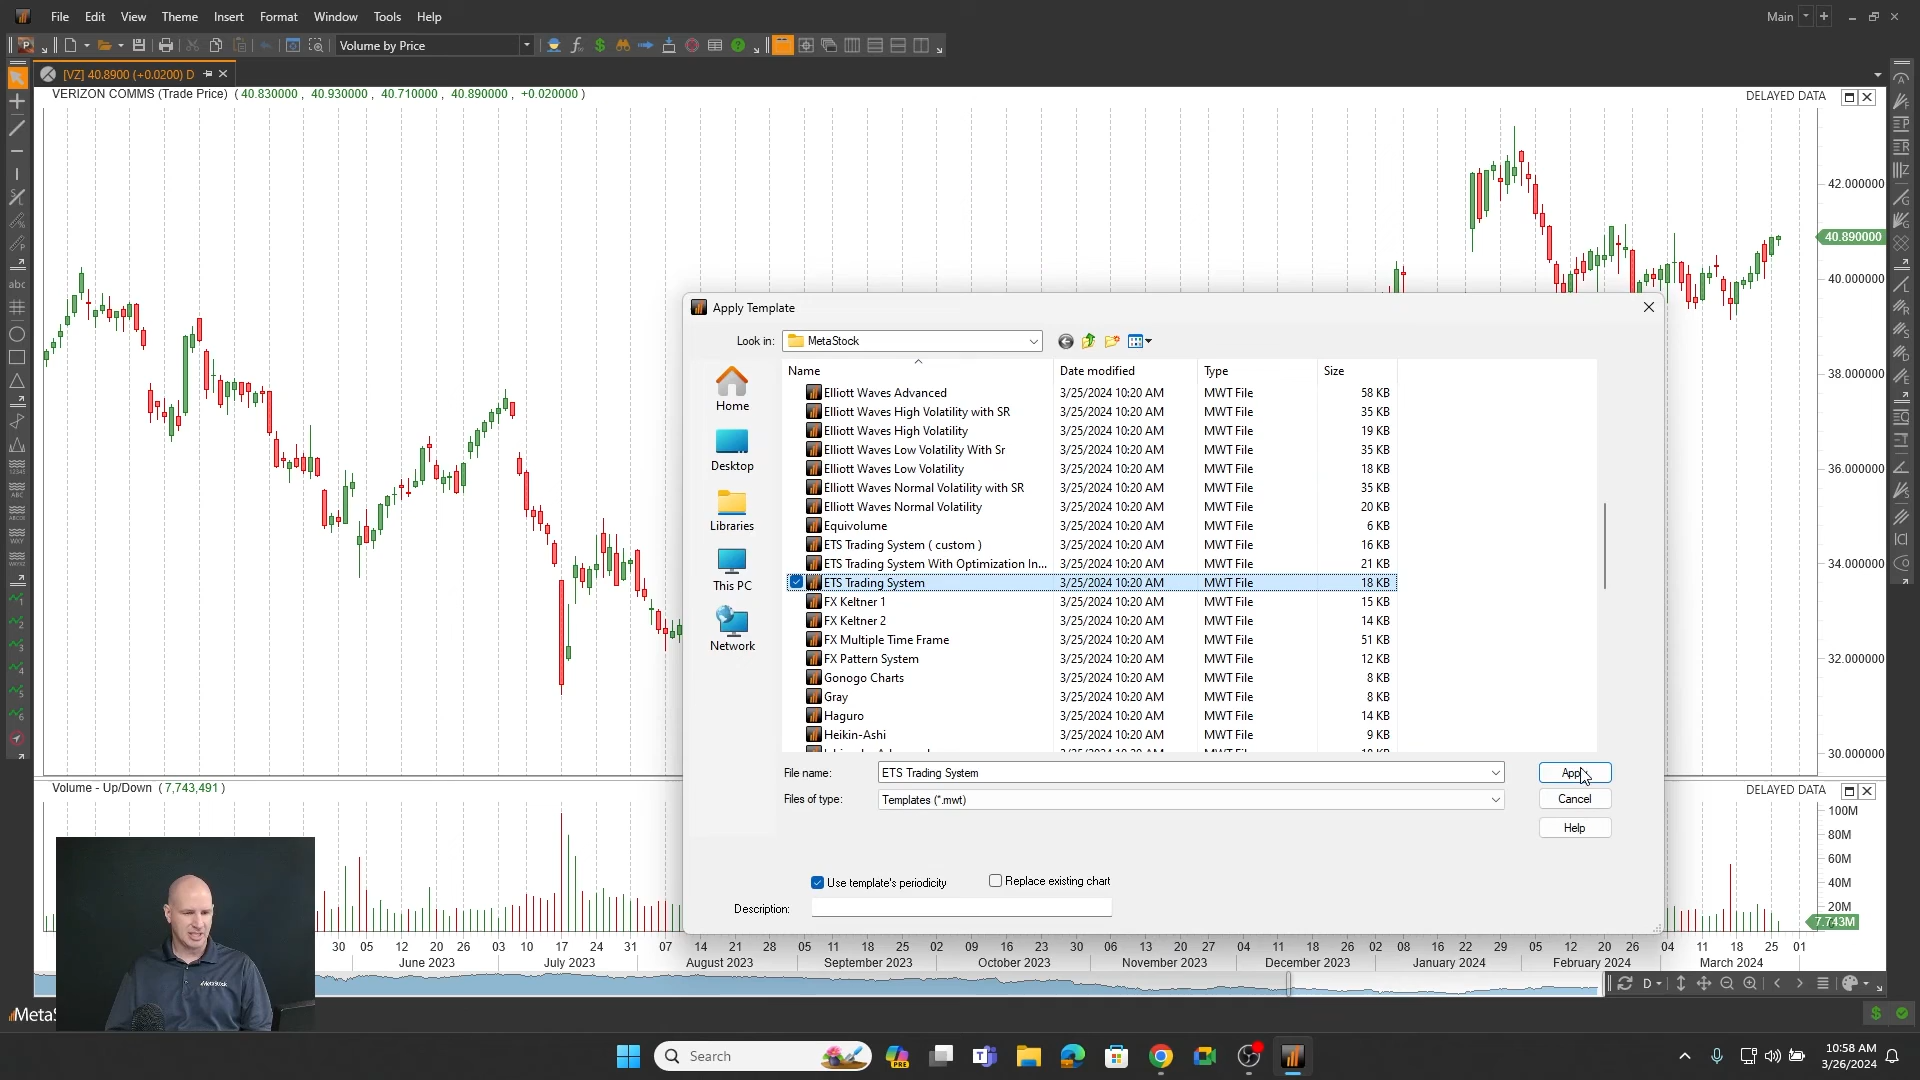 File Edit View Theme Insert Format Window Tools Help Main
Volume by Price
[VZ] 40.8900 (+0.0200) D
VERIZON COMMS (Trade Price) ( 40.830000 , 40.930000 , 40.710000 , 40.890000 , +0.020000 )
DELAYED DATA
42.000000
40.890000
40.000000
38.000000
36.000000
34.000000
32.000000
30.000000
Apply Template
Look in: MetaStock
Name Date modified Type Size
Elliott Waves Advanced 3/25/2024 10:20 AM MWT File 58 KB
Elliott Waves High Volatility with SR 3/25/2024 10:20 AM MWT File 35 KB
Elliott Waves High Volatility 3/25/2024 10:20 AM MWT File 19 KB
Elliott Waves Low Volatility With Sr 3/25/2024 10:20 AM MWT File 35 KB
Elliott Waves Low Volatility 3/25/2024 10:20 AM MWT File 18 KB
Elliott Waves Normal Volatility with SR 3/25/2024 10:20 AM MWT File 35 KB
Elliott Waves Normal Volatility 3/25/2024 10:20 AM MWT File 20 KB
Equivolume 3/25/2024 10:20 AM MWT File 6 KB
ETS Trading System ( custom ) 3/25/2024 10:20 AM MWT File 16 KB
ETS Trading System With Optimization In... 3/25/2024 10:20 AM MWT File 21 KB
ETS Trading System 3/25/2024 10:20 AM MWT File 18 KB
FX Keltner 1 3/25/2024 10:20 AM MWT File 15 KB
FX Keltner 2 3/25/2024 10:20 AM MWT File 14 KB
FX Multiple Time Frame 3/25/2024 10:20 AM MWT File 51 KB
FX Pattern System 3/25/2024 10:20 AM MWT File 12 KB
Gonogo Charts 3/25/2024 10:20 AM MWT File 8 KB
Gray 3/25/2024 10:20 AM MWT File 8 KB
Haguro 3/25/2024 10:20 AM MWT File 14 KB
Heikin-Ashi 3/25/2024 10:20 AM MWT File 9 KB
Home
Desktop
Libraries
This PC
Network
File name: ETS Trading System
Files of type: Templates (*.mwt)
Cancel
Help
Use template's periodicity Replace existing chart
Description:
Volume - Up/Down ( 7,743,491 )
DELAYED DATA
100M
80M
60M
40M
20M
7.743M
30 05 12 20 26 03 10 17 24 31 07 14 21 28 05 11 18 25 02 09 16 23 30 06 13 20 27 04 11 18 26 02 08 16 22 29 05 12 20 26 04 11 18 25 01
June 2023 July 2023 August 2023 September 2023 October 2023 November 2023 December 2023 January 2024 February 2024 March 2024
D
Search
10:58 AM
3/26/2024